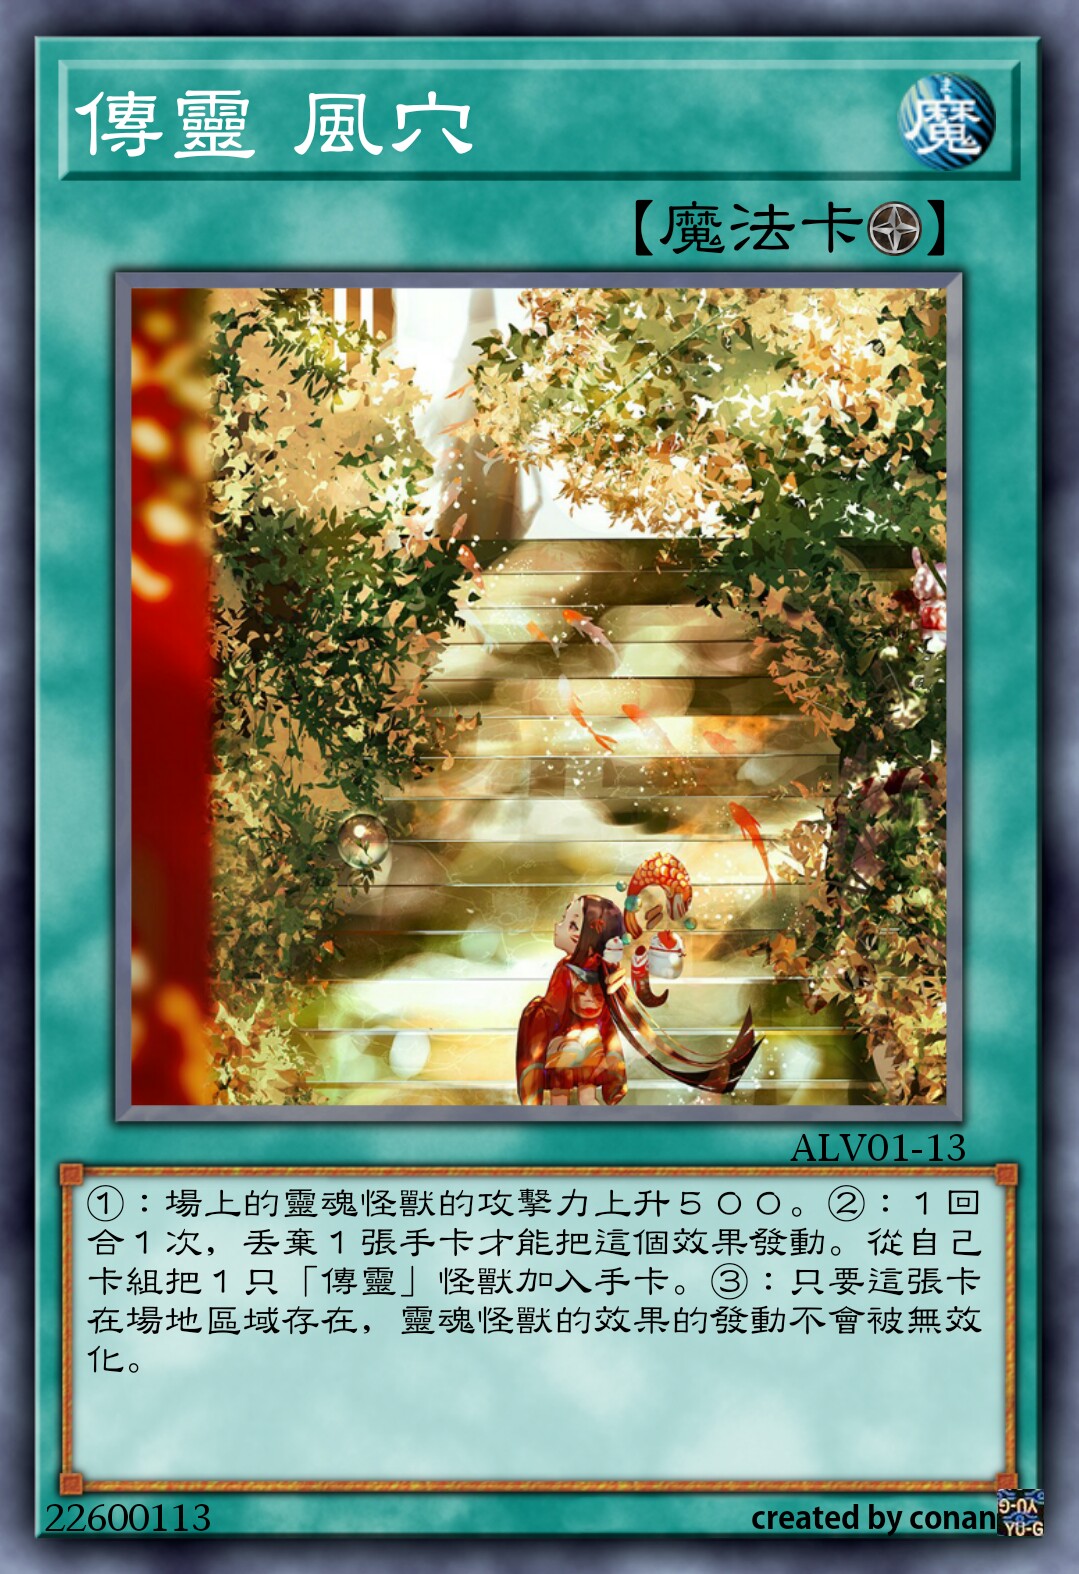 傳靈 風穴
ま
魔
【魔法卡】
ALV01-13
①：場上的靈魂怪獸的攻擊力上升５００。②：１回
合１次，丟棄１張手卡才能把這個效果發動。從自己
卡組把１只「傳靈」怪獸加入手卡。③：只要這張卡
在場地區域存在，靈魂怪獸的效果的發動不會被無效
化。
22600113
created by conan
YU-G
YU-G